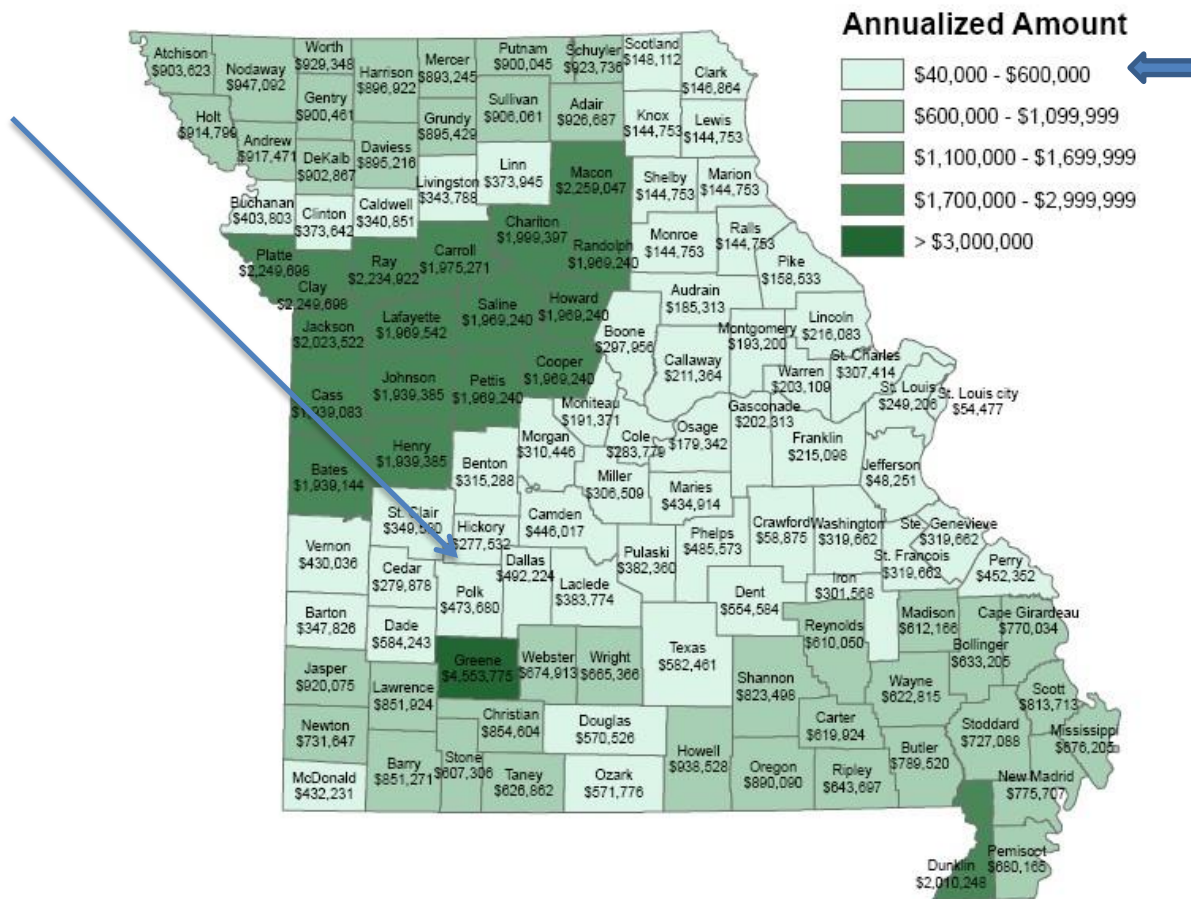 Annualized Amount
$40,000 - $600,000
$600,000 - $1,099,999
$1,100,000 - $1,699,999
$1,700,000 - $2,999,999
> $3,000,000
Atchison
$903,623
Nodaway
$947,092
Worth
$929,348
Harrison
$896,922
Mercer
$893,245
Putnam
$900,045
Schuyler
$923,736
Scotland
$148,112
Clark
$146,864
Holt
$914,799
Gentry
$900,461
Grundy
$895,429
Sullivan
$906,061
Adair
$926,687
Knox
$144,753
Lewis
$144,753
Andrew
$917,471
DeKalb
$902,867
Daviess
$895,216
Livingston
$343,788
Linn
$373,945
Macon
$2,259,047
Shelby
$144,753
Marion
$144,753
Buchanan
$403,803
Clinton
$373,642
Caldwell
$340,851
Chariton
$1,999,397
Randolph
$1,969,240
Monroe
$144,753
Ralls
$144,753
Pike
$158,533
Platte
$2,249,698
Clay
$2,249,698
Ray
$2,234,922
Carroll
$1,975,271
Audrain
$185,313
Jackson
$2,023,522
Lafayette
$1,969,542
Saline
$1,969,240
Howard
$1,969,240
Boone
$297,956
Callaway
$211,364
Montgomery
$193,200
Lincoln
$216,083
Warren
$203,109
St. Charles
$307,414
St. Louis
$249,206
St. Louis city
$54,477
Cass
$1,939,083
Johnson
$1,939,385
Pettis
$1,969,240
Cooper
$1,969,240
Moniteau
$191,371
Cole
$283,779
Osage
$179,342
Gasconade
$202,313
Franklin
$215,098
Jefferson
$48,251
Bates
$1,939,144
Henry
$1,939,385
Benton
$315,288
Morgan
$310,446
Miller
$306,509
Maries
$434,914
St. Clair
Hickory
$277,532
Camden
$446,017
Pulaski
$382,360
Phelps
$485,573
Crawford
$58,875
Washington
$319,662
Ste. Genevieve
$319,662
St. Francois
$319,662
Perry
$452,352
Vernon
$430,036
Cedar
$279,878
Polk
$473,680
Dallas
$492,224
Laclede
$383,774
Dent
$554,584
Iron
$301,568
Barton
$347,826
Dade
$584,243
Greene
$4,553,775
Webster
$674,913
Wright
$665,366
Texas
$582,461
Reynolds
$610,050
Madison
$612,166
Cape Girardeau
$770,034
Bollinger
$633,205
Jasper
$920,075
Lawrence
$851,924
Christian
$854,604
Douglas
$570,526
Shannon
$823,498
Wayne
$622,815
Scott
$813,713
Newton
$731,647
Barry
$851,271
Stone
$607,306
Taney
$626,862
Ozark
$571,776
Howell
$938,528
Oregon
$890,090
Carter
$619,924
Ripley
$643,697
Butler
$789,520
Stoddard
$727,088
Mississippi
$676,205
McDonald
$432,231
New Madrid
$775,707
Pemiscot
$680,165
Dunklin
$2,010,248